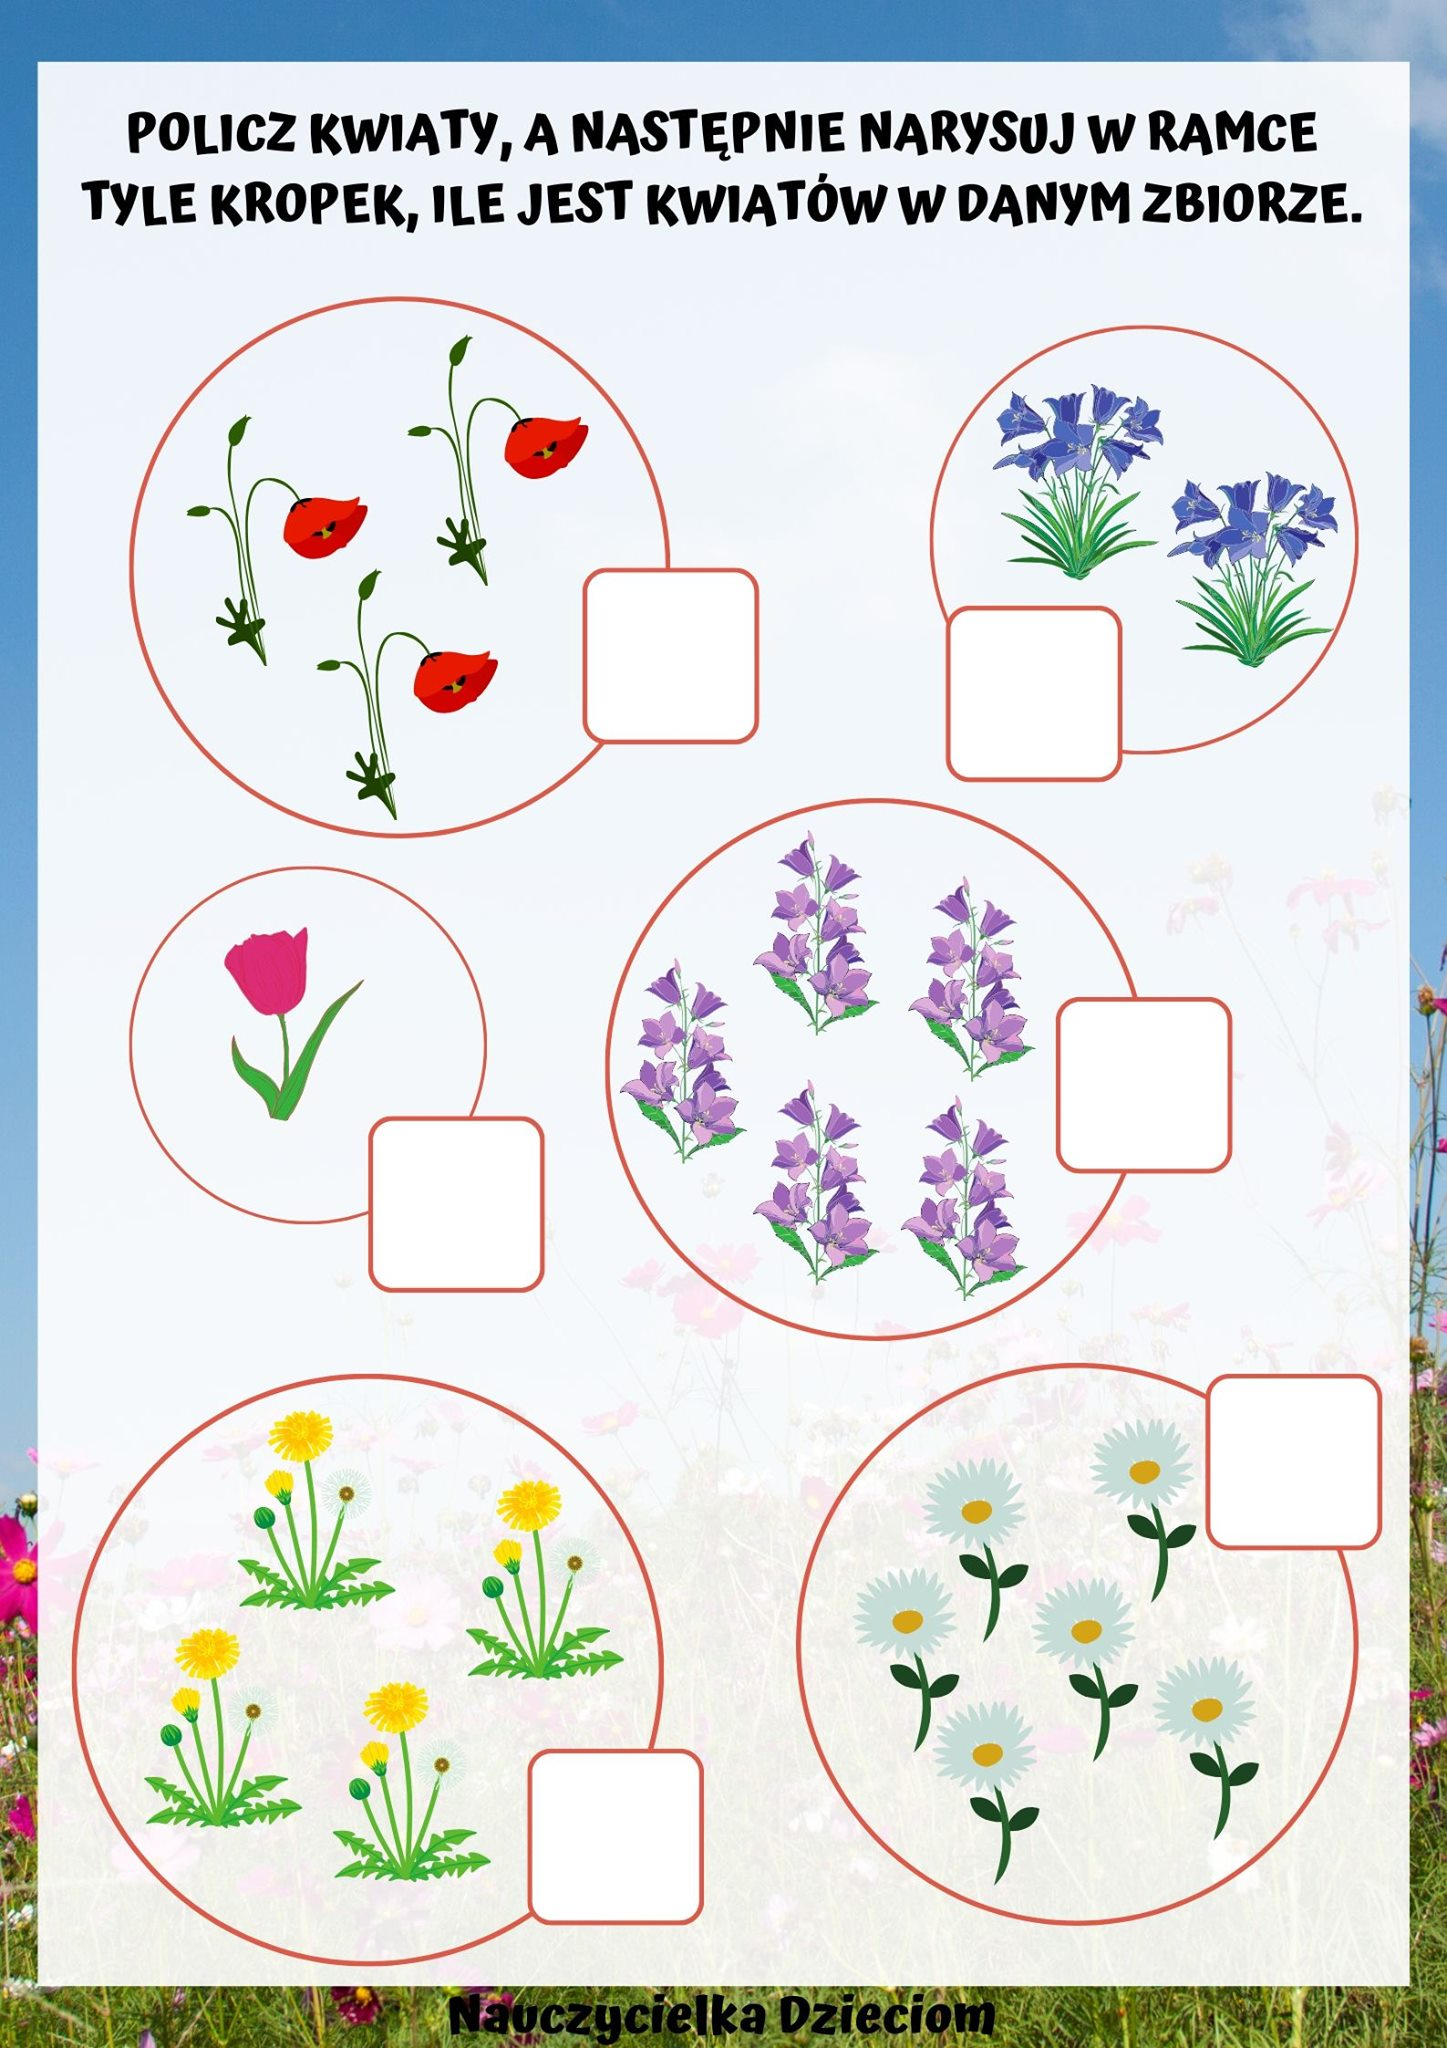 POLICZ KWIATY, A NASTĘPNIE NARYSUJ W RAMCE
TYLE KROPEK, ILE JEST KWIATÓW W DANYM ZBIORZE.
Nauczycielka Dzieciom